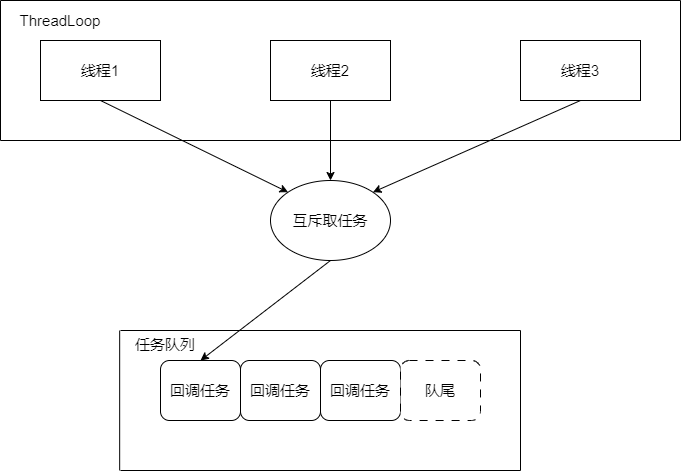 ThreadLoop
线程1
线程2
线程3
互斥取任务
任务队列
回调任务
回调任务
回调任务
队尾